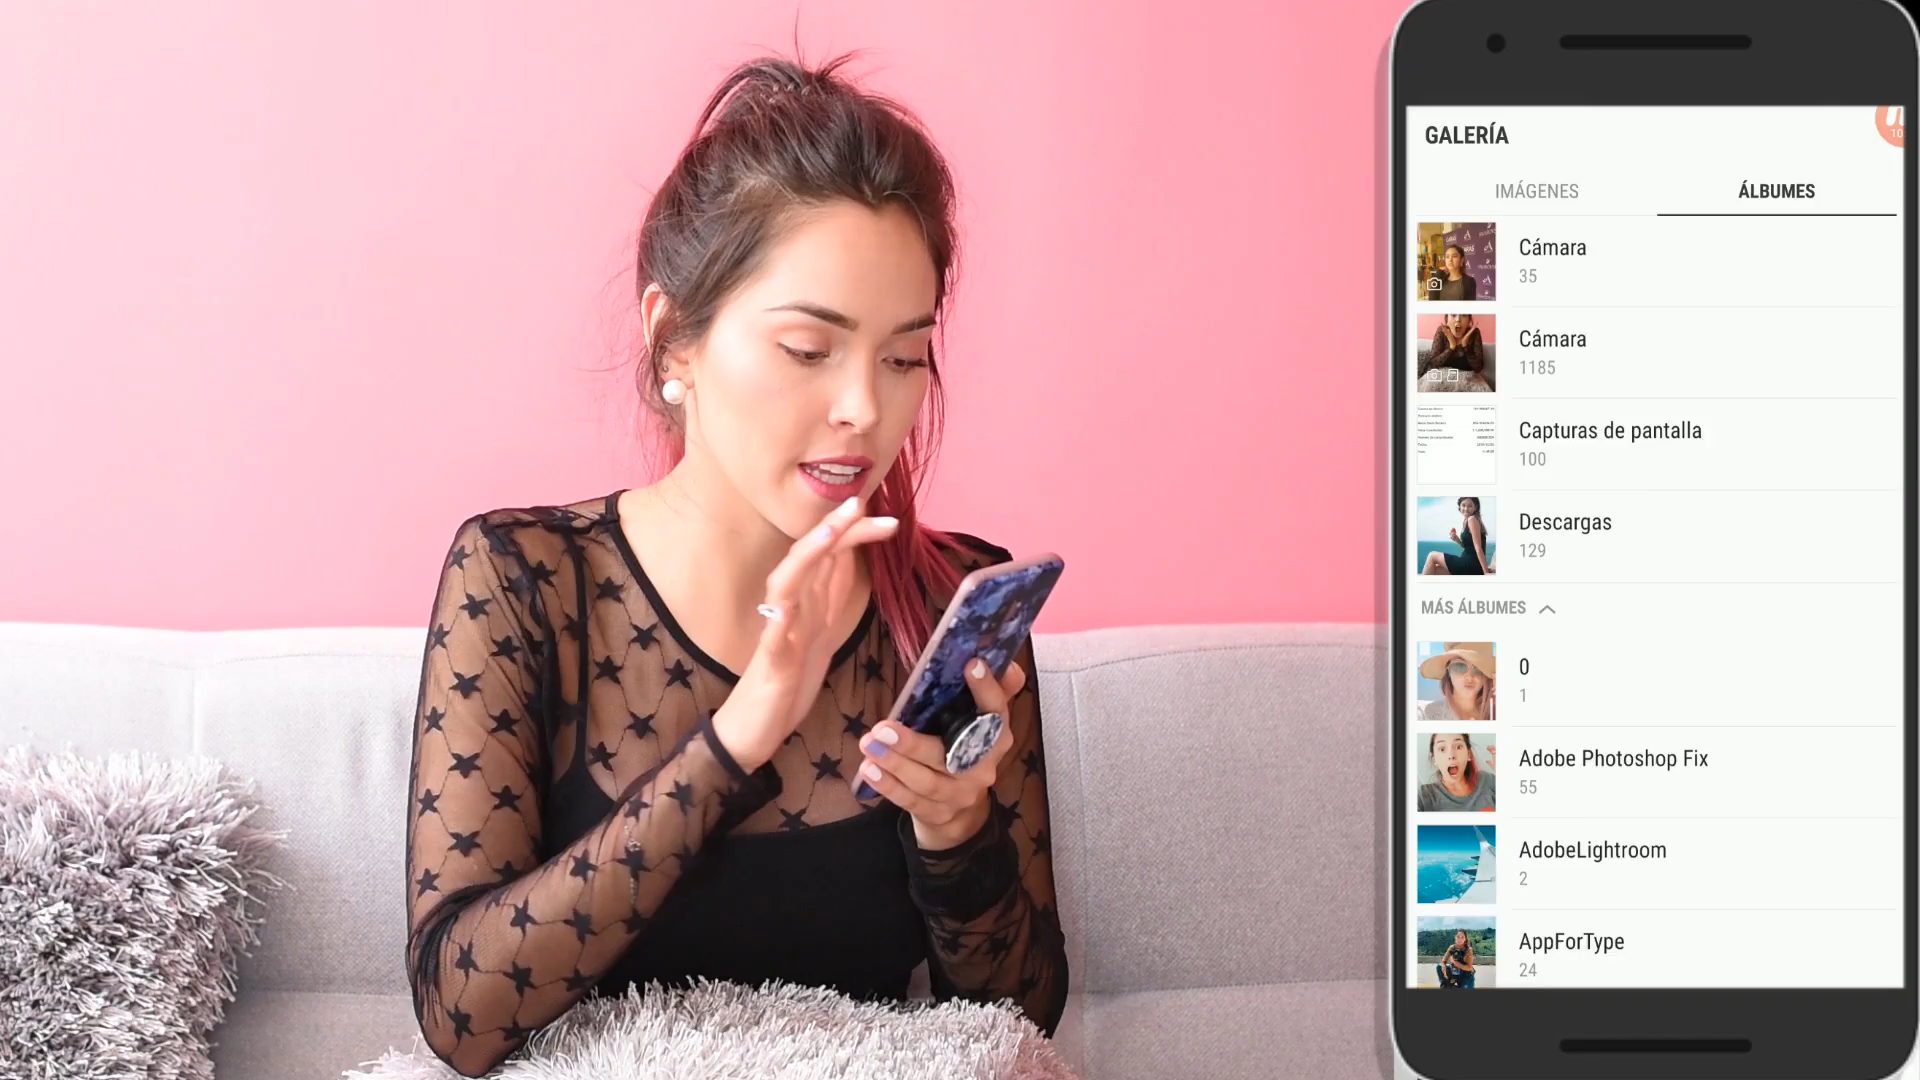 GALERÍA
10
IMÁGENES
ÁLBUMES
Cámara
35
Cámara
1185
Capturas de pantalla
100
Descargas
129
MÁS ÁLBUMES
0
1
Adobe Photoshop Fix
55
AdobeLightroom
2
AppForType
24